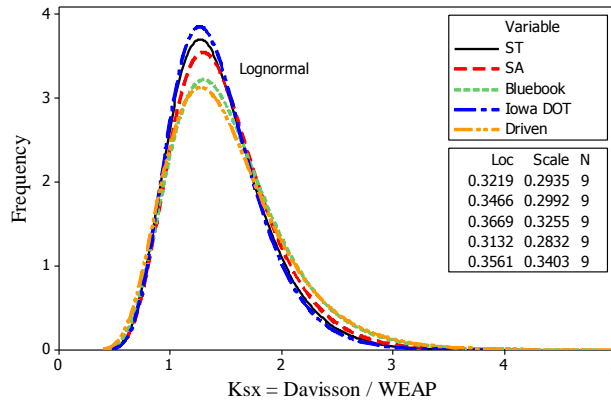 4
3
2
1
0
Frequency
Lognormal
Variable
ST
SA
Bluebook
Iowa DOT
Driven
Loc Scale N
0.3219 0.2935 9
0.3466 0.2992 9
0.3669 0.3255 9
0.3132 0.2832 9
0.3561 0.3403 9
0 1 2 3 4
Ksx = Davisson / WEAP